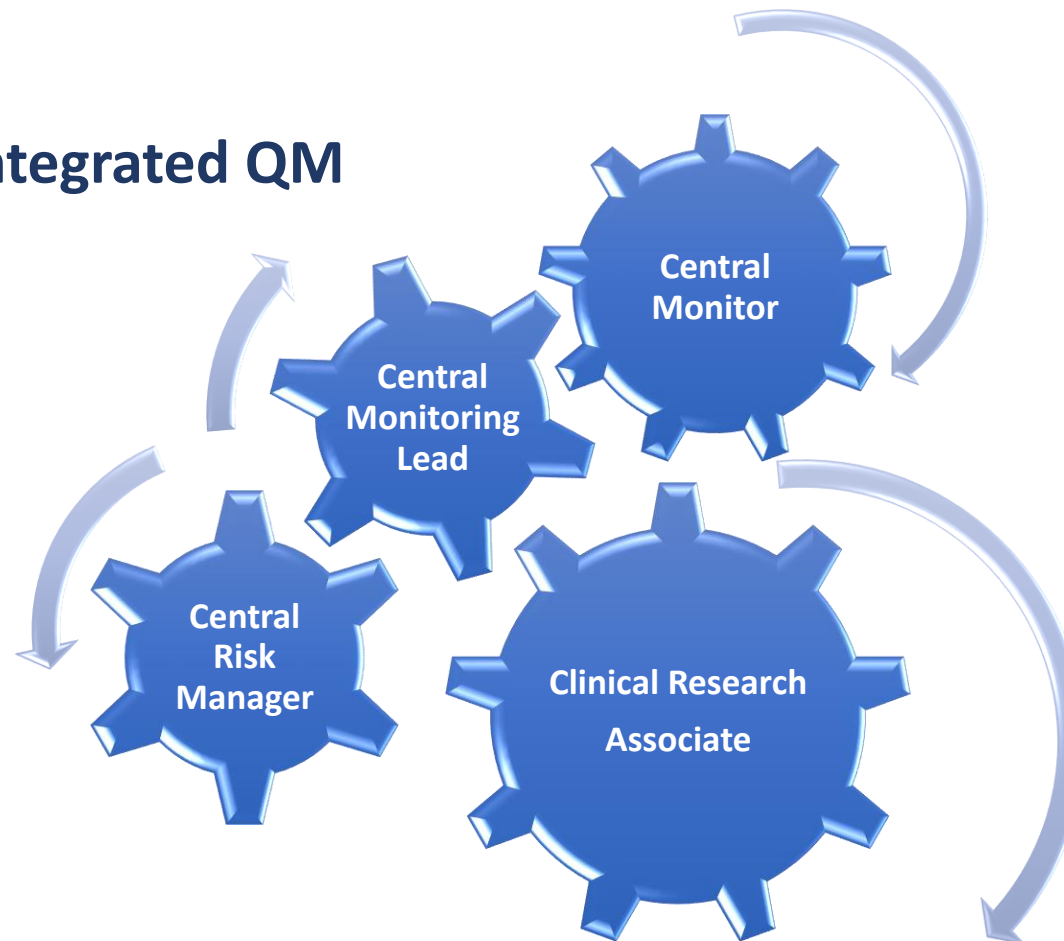 ntegrated QM
Central
Monitor
Central
Monitoring
Lead
Central
Risk
Manager
Clinical Research
Associate